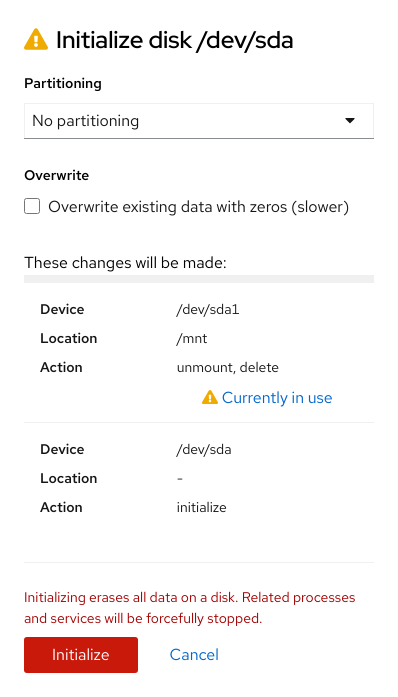 Initialize disk /dev/sda
Partitioning
No partitioning
Overwrite
Overwrite existing data with zeros (slower)
These changes will be made:
Device /dev/sda1
Location /mnt
Action unmount, delete
Currently in use
Device /dev/sda
Location -
Action initialize
Initializing erases all data on a disk. Related processes
and services will be forcefully stopped.
Initialize Cancel